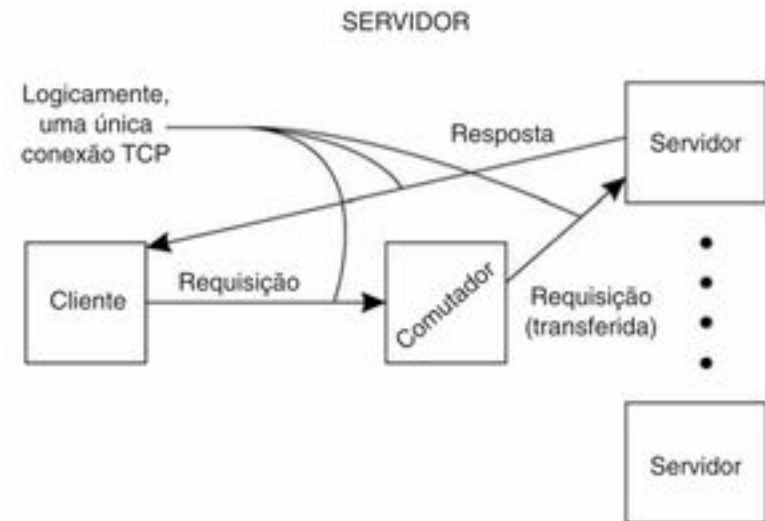 SERVIDOR
Logicamente,
uma única
conexão TCP
Resposta
Servidor
Cliente
Requisição
Comutador
Requisição
(transferida)
Servidor